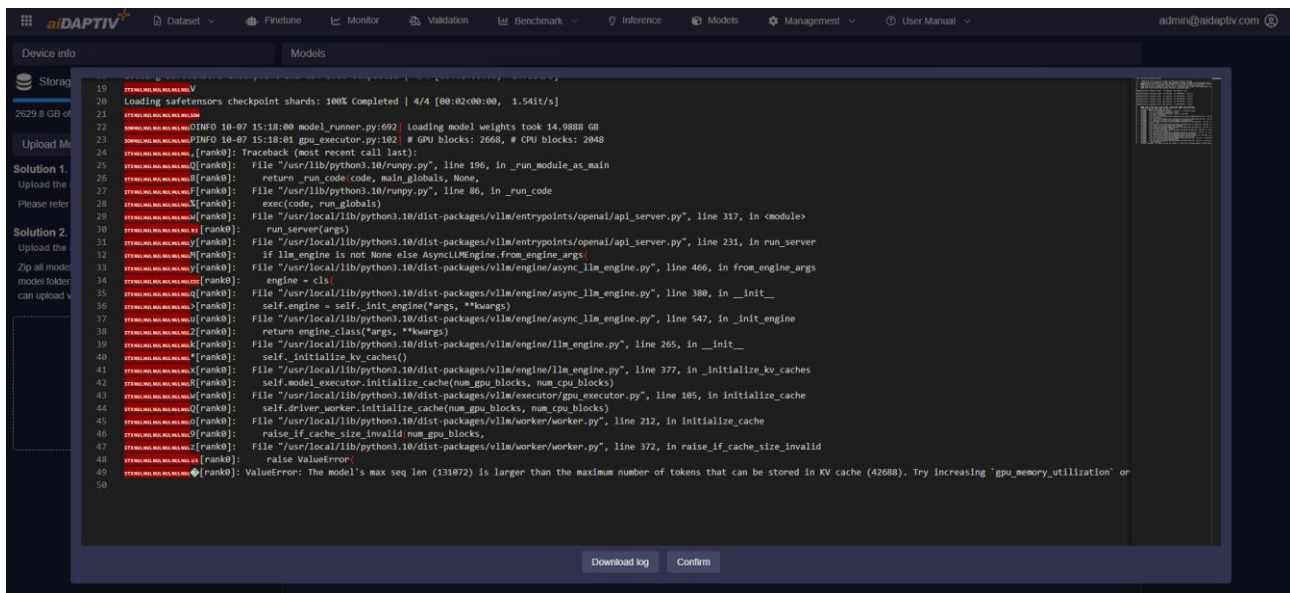 aiDAPTIV+ Dataset Finetune Monitor Validation Benchmark Inference Models Management User Manual admin@aidaptiv.com
Device info Models
Storag
2629.8 GB of
Upload Mo
Solution 1.
Upload the
Please refer
Solution 2.
Upload the
Zip all model
model folder
can upload v
19 V
20 Loading safetensors checkpoint shards: 100% Completed | 4/4 [00:02<00:00, 1.54it/s]
21
22 OINFO 10-07 15:18:00 model_runner.py:692] Loading model weights took 14.9888 GB
23 PINFO 10-07 15:18:01 gpu_executor.py:102] # GPU blocks: 2668, # CPU blocks: 2048
24 ,[rank0]: Traceback (most recent call last):
25 Q[rank0]: File "/usr/lib/python3.10/runpy.py", line 196, in _run_module_as_main
26 8[rank0]: return _run_code(code, main_globals, None,
27 F[rank0]: File "/usr/lib/python3.10/runpy.py", line 86, in _run_code
28 %[rank0]: exec(code, run_globals)
29 w[rank0]: File "/usr/local/lib/python3.10/dist-packages/vllm/entrypoints/openai/api_server.py", line 317, in <module>
30 [rank0]: run_server(args)
31 y[rank0]: File "/usr/local/lib/python3.10/dist-packages/vllm/entrypoints/openai/api_server.py", line 231, in run_server
32 M[rank0]: if llm_engine is not None else AsyncLLMEngine.from_engine_args(
33 y[rank0]: File "/usr/local/lib/python3.10/dist-packages/vllm/engine/async_llm_engine.py", line 466, in from_engine_args
34 [rank0]: engine = cls(
35 q[rank0]: File "/usr/local/lib/python3.10/dist-packages/vllm/engine/async_llm_engine.py", line 380, in __init__
36 >[rank0]: self.engine = self._init_engine(*args, **kwargs)
37 u[rank0]: File "/usr/local/lib/python3.10/dist-packages/vllm/engine/async_llm_engine.py", line 547, in _init_engine
38 2[rank0]: return engine_class(*args, **kwargs)
39 k[rank0]: File "/usr/local/lib/python3.10/dist-packages/vllm/engine/llm_engine.py", line 265, in __init__
40 *[rank0]: self._initialize_kv_caches()
41 x[rank0]: File "/usr/local/lib/python3.10/dist-packages/vllm/engine/llm_engine.py", line 377, in _initialize_kv_caches
42 R[rank0]: self.model_executor.initialize_cache(num_gpu_blocks, num_cpu_blocks)
43 w[rank0]: File "/usr/local/lib/python3.10/dist-packages/vllm/executor/gpu_executor.py", line 105, in initialize_cache
44 Q[rank0]: self.driver_worker.initialize_cache(num_gpu_blocks, num_cpu_blocks)
45 o[rank0]: File "/usr/local/lib/python3.10/dist-packages/vllm/worker/worker.py", line 212, in initialize_cache
46 9[rank0]: raise_if_cache_size_invalid(num_gpu_blocks,
47 z[rank0]: File "/usr/local/lib/python3.10/dist-packages/vllm/worker/worker.py", line 372, in raise_if_cache_size_invalid
48 [rank0]: raise ValueError(
49 �[rank0]: ValueError: The model's max seq len (131072) is larger than the maximum number of tokens that can be stored in KV cache (42688). Try increasing `gpu_memory_utilization` or
50
Download log Confirm